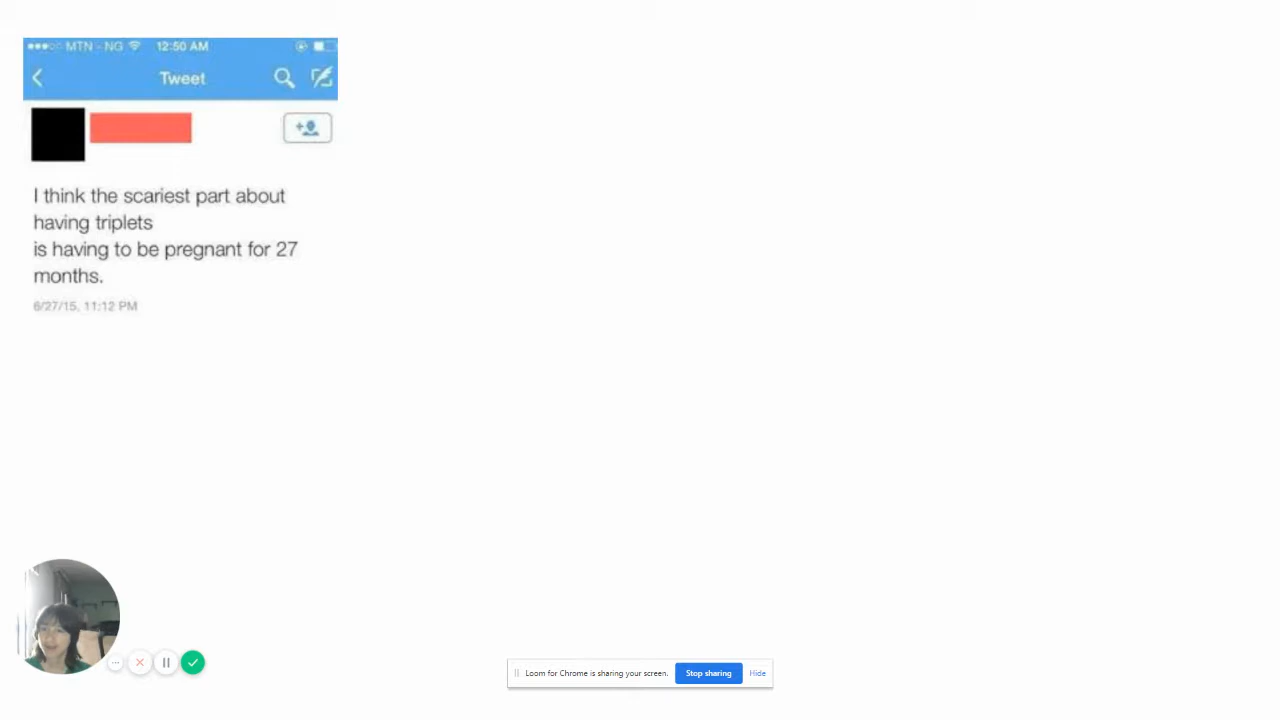 MTN - NG 12:50 AM
Tweet
I think the scariest part about
having triplets
is having to be pregnant for 27
months.
6/27/15, 11:12 PM
Loom for Chrome is sharing your screen. Stop sharing Hide